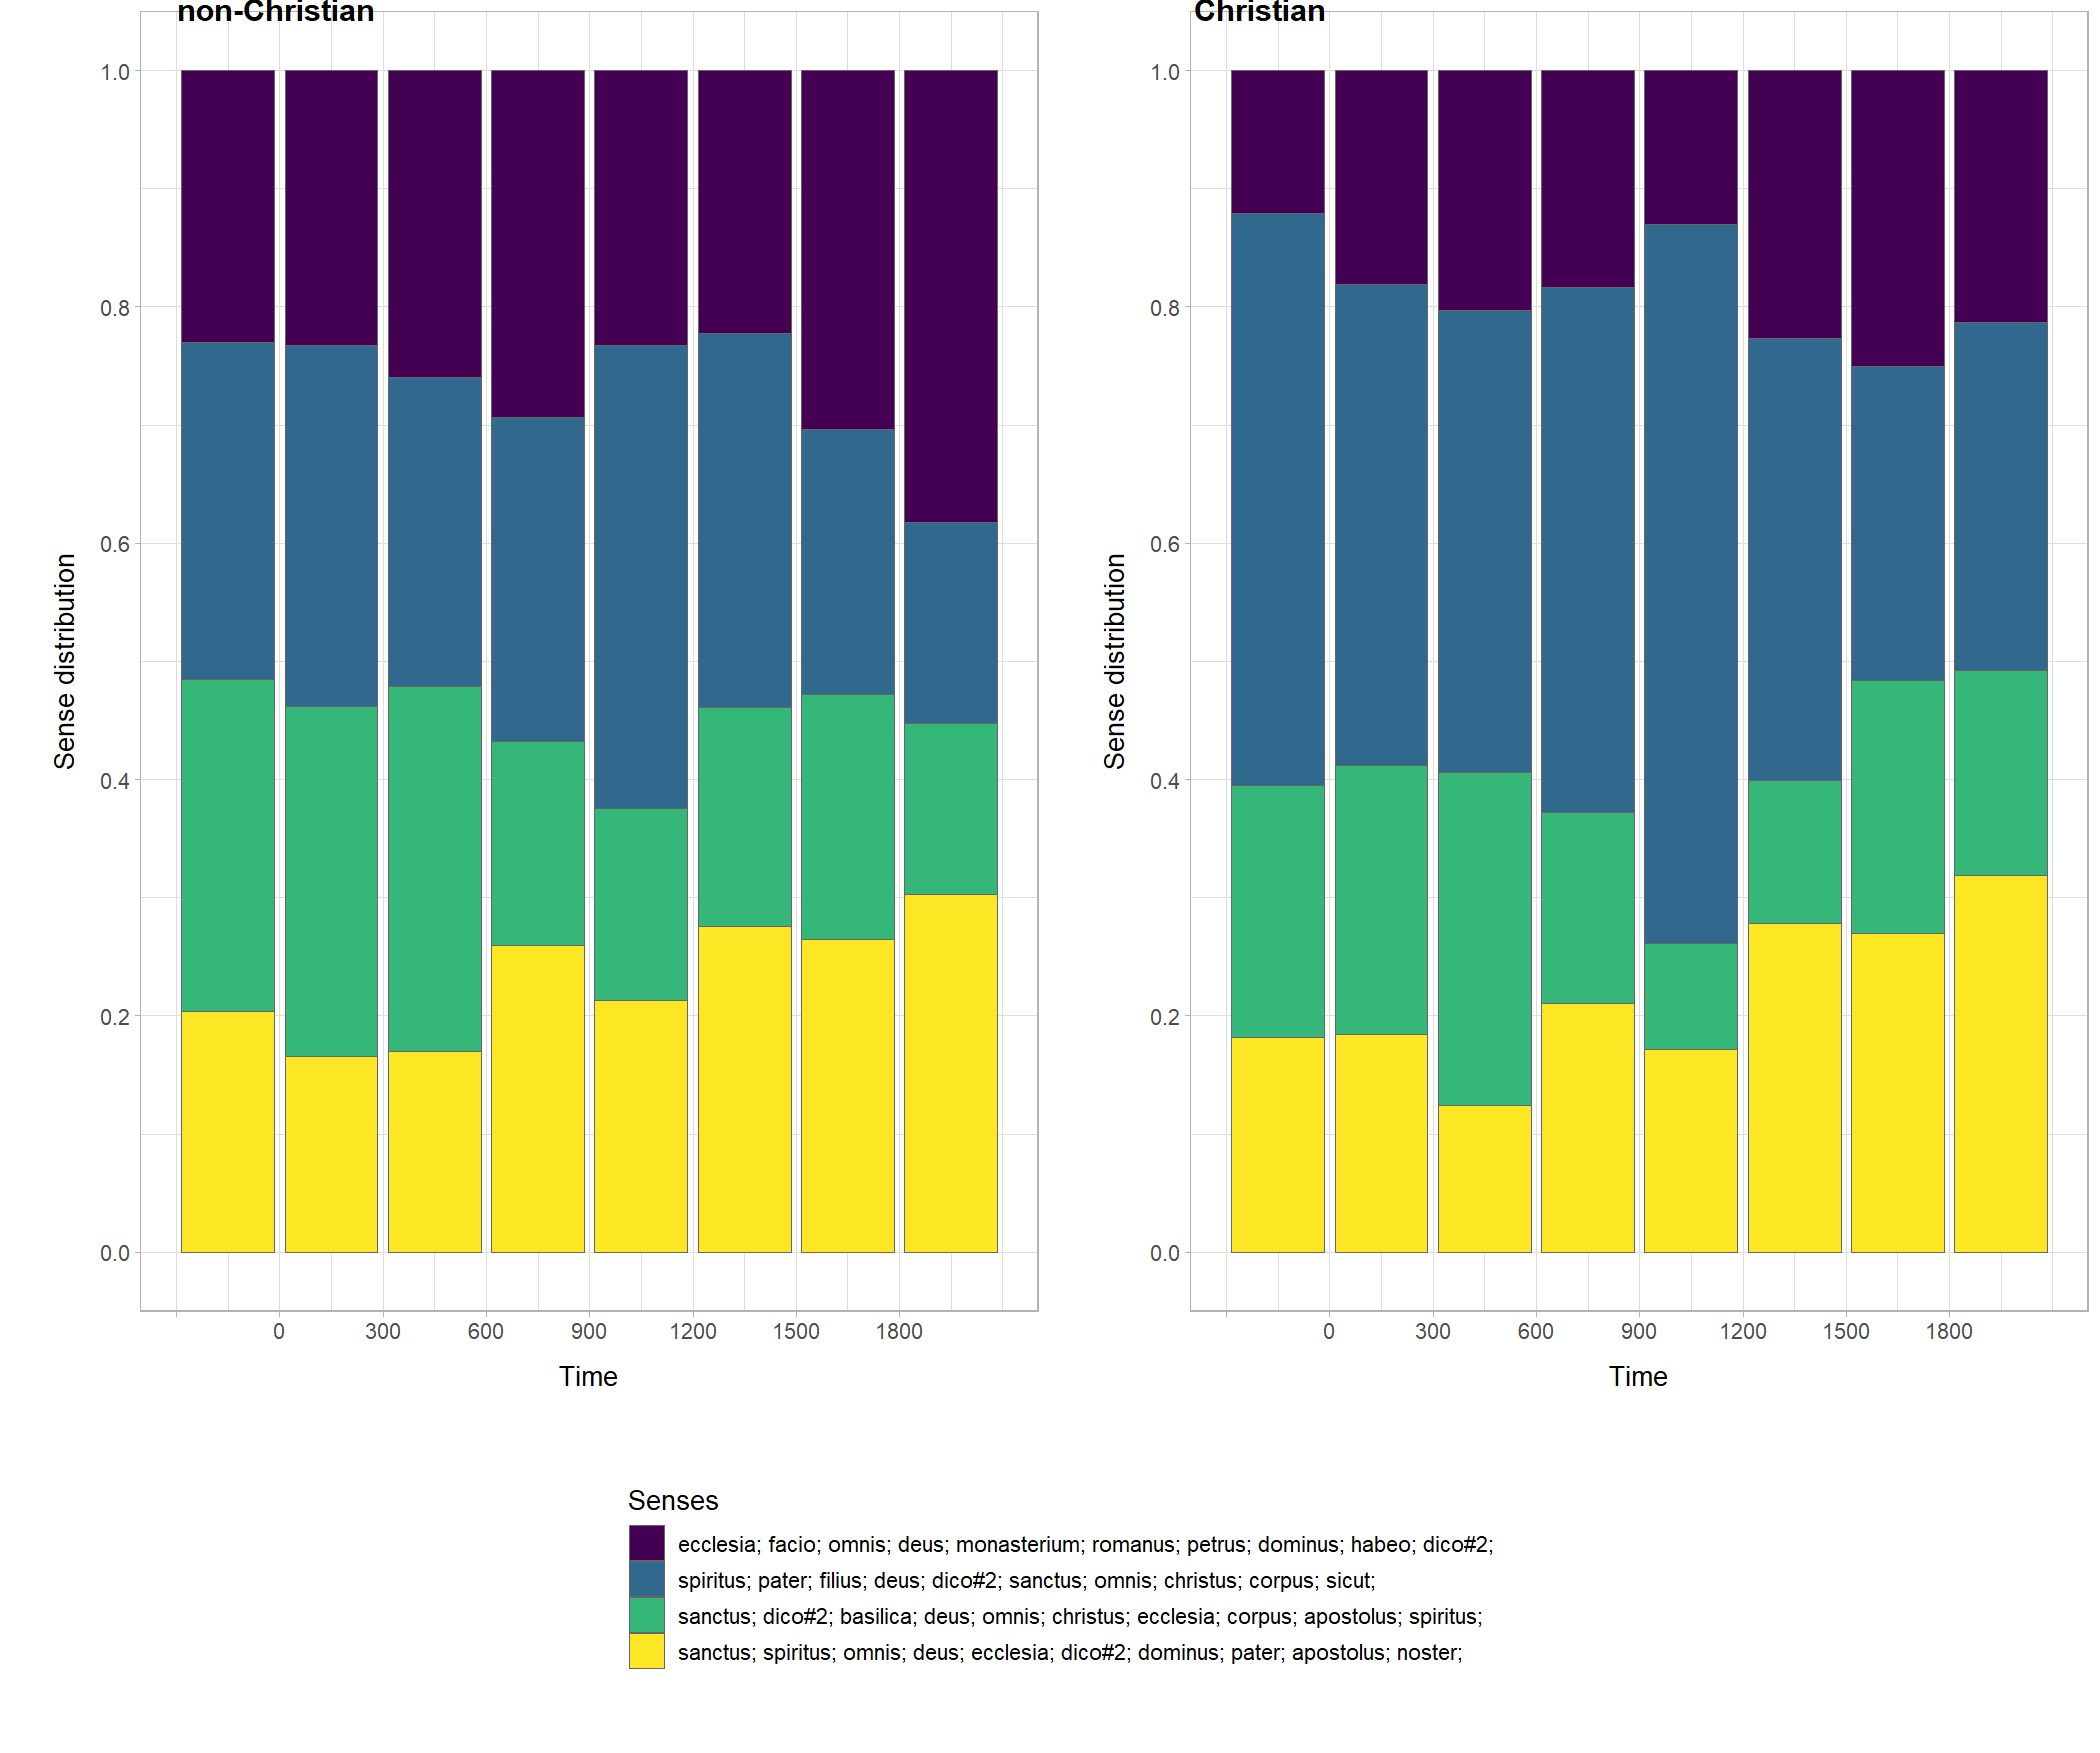 non-Christian
1.0
0.8
0.6
0.4
0.2
0.0
Sense distribution
0 300 600 900 1200 1500 1800
Time
Christian
1.0
0.8
0.6
0.4
0.2
0.0
Sense distribution
0 300 600 900 1200 1500 1800
Time
Senses
ecclesia; facio; omnis; deus; monasterium; romanus; petrus; dominus; habeo; dico#2;
spiritus; pater; filius; deus; dico#2; sanctus; omnis; christus; corpus; sicut;
sanctus; dico#2; basilica; deus; omnis; christus; ecclesia; corpus; apostolus; spiritus;
sanctus; spiritus; omnis; deus; ecclesia; dico#2; dominus; pater; apostolus; noster;